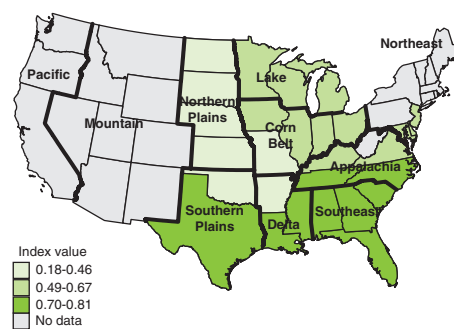 Northeast
Pacific
Lake
Northern
Plains
Mountain
Corn
Belt
Appalachia
Southern
Plains
Delta
Southeast
Index value
0.18-0.46
0.49-0.67
0.70-0.81
No data